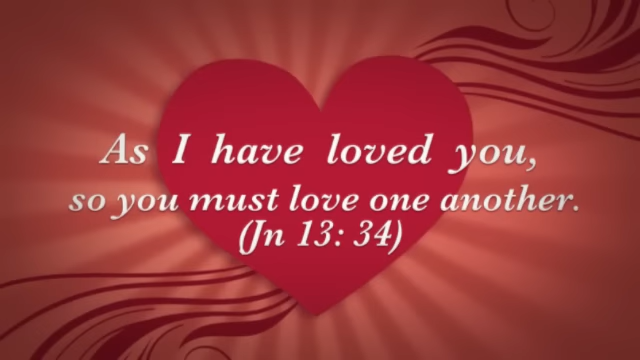 As I have loved you,
so you must love one another.
(Jn 13: 34)